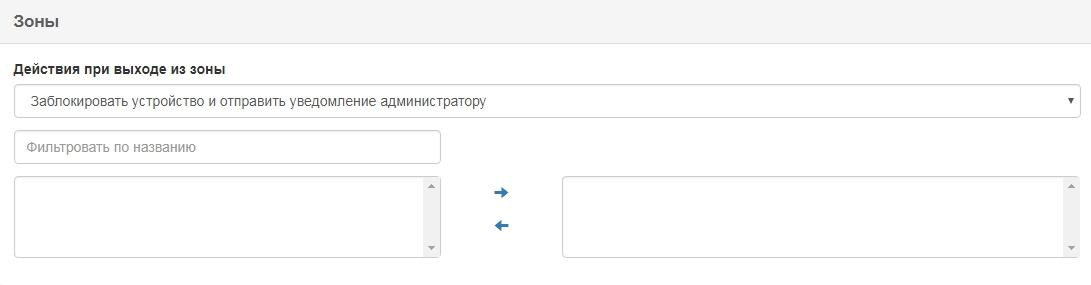 Зоны
Действия при выходе из зоны
Заблокировать устройство и отправить уведомление администратору
Фильтровать по названию